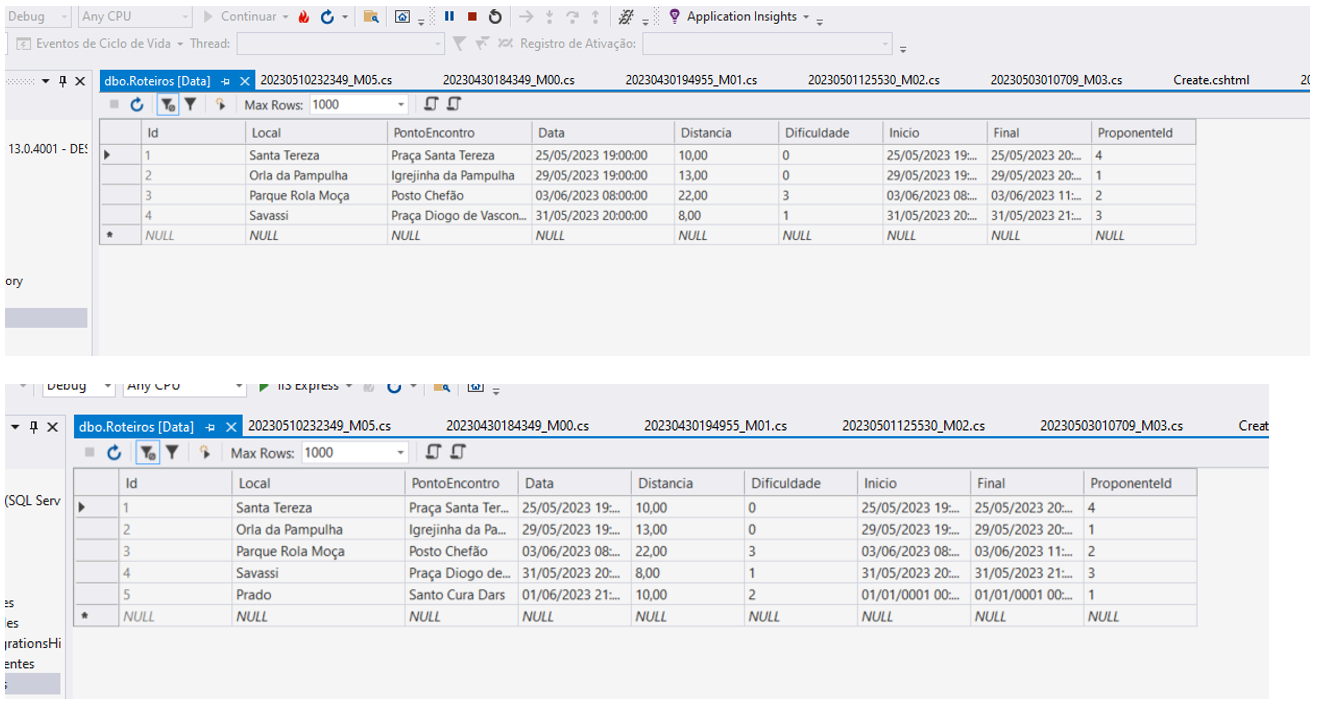 Debug Any CPU Continuar Application Insights
Eventos de Ciclo de Vida Thread: Registro de Ativação:
dbo.Roteiros [Data] 20230510232349_M05.cs 20230430184349_M00.cs 20230430194955_M01.cs 20230501125530_M02.cs 20230503010709_M03.cs Create.cshtml 20
Max Rows: 1000
Id Local PontoEncontro Data Distancia Dificuldade Inicio Final ProponenteId
13.0.4001 - DES
1 Santa Tereza Praça Santa Tereza 25/05/2023 19:00:00 10,00 0 25/05/2023 19:... 25/05/2023 20:... 4
2 Orla da Pampulha Igrejinha da Pampulha 29/05/2023 19:00:00 13,00 0 29/05/2023 19:... 29/05/2023 20:... 1
3 Parque Rola Moça Posto Chefão 03/06/2023 08:00:00 22,00 3 03/06/2023 08:... 03/06/2023 11:... 2
4 Savassi Praça Diogo de Vascon... 31/05/2023 20:00:00 8,00 1 31/05/2023 20:... 31/05/2023 21:... 3
NULL NULL NULL NULL NULL NULL NULL NULL NULL
ory
Debug Any CPU IIS Express
dbo.Roteiros [Data] 20230510232349_M05.cs 20230430184349_M00.cs 20230430194955_M01.cs 20230501125530_M02.cs 20230503010709_M03.cs Creat
Max Rows: 1000
Id Local PontoEncontro Data Distancia Dificuldade Inicio Final ProponenteId
(SQL Serv
1 Santa Tereza Praça Santa Ter... 25/05/2023 19:... 10,00 0 25/05/2023 19:... 25/05/2023 20:... 4
2 Orla da Pampulha Igrejinha da Pa... 29/05/2023 19:... 13,00 0 29/05/2023 19:... 29/05/2023 20:... 1
3 Parque Rola Moça Posto Chefão 03/06/2023 08:... 22,00 3 03/06/2023 08:... 03/06/2023 11:... 2
4 Savassi Praça Diogo de... 31/05/2023 20:... 8,00 1 31/05/2023 20:... 31/05/2023 21:... 3
5 Prado Santo Cura Dars 01/06/2023 21:... 10,00 2 01/01/0001 00:... 01/01/0001 00:... 1
NULL NULL NULL NULL NULL NULL NULL NULL NULL
es
les
grationsHi
entes
s